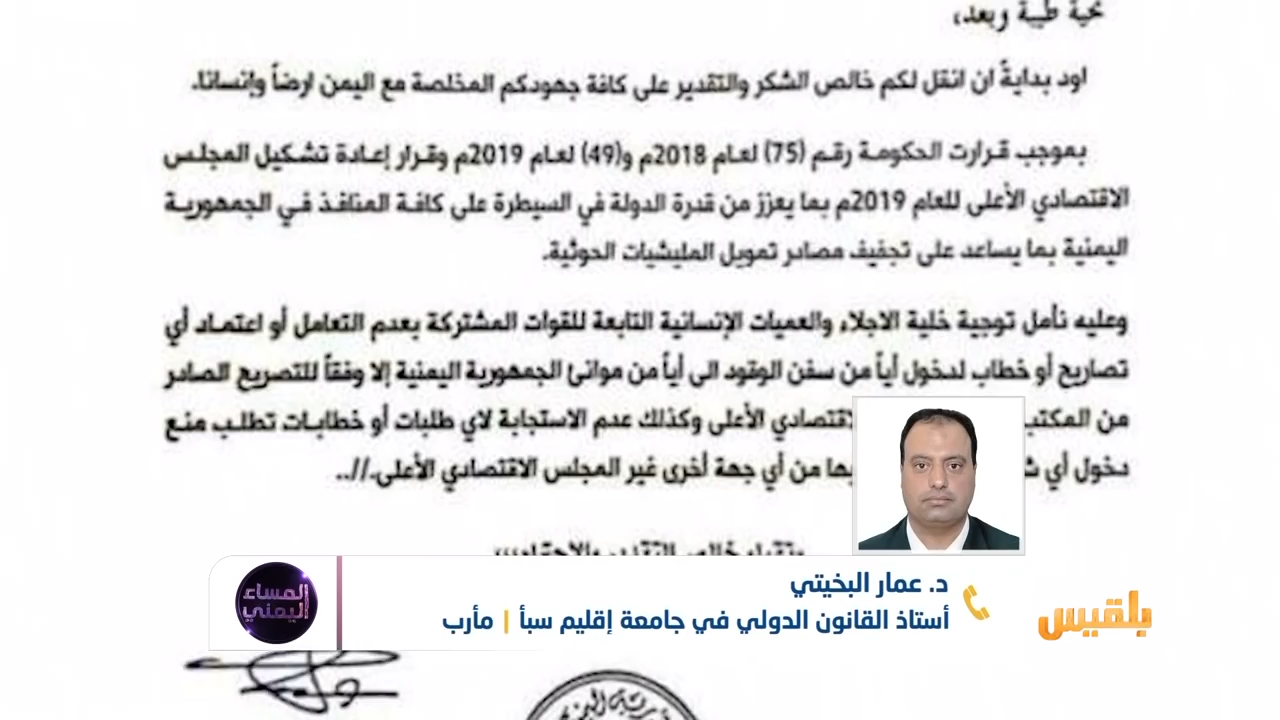 تحية طيبة وبعد،
اود بدايةً ان انقل لكم خالص الشكر والتقدير على كافة جهودكم المخلصة مع اليمن ارضاً وإنسانا.
بموجب قرارت الحكومة رقم (75) لعام 2018م و(49) لعام 2019م وقرار إعادة تشكيل المجلس
الاقتصادي الأعلى للعام 2019م بما يعزز من قدرة الدولة في السيطرة على كافة المنافذ في الجمهورية
اليمنية بما يساعد على تجفيف مصادر تمويل المليشيات الحوثية.
وعليه نأمل توجية خلية الاجلاء والعميات الإنسانية التابعة للقوات المشتركة بعدم التعامل أو اعتماد أي
تصاريح أو خطاب لدخول أياً من سفن الوقود الى أياً من موانئ الجمهورية اليمنية إلا وفقاً للتصريح الصادر
من المكتب الاقتصادي الأعلى وكذلك عدم الاستجابة لاي طلبات أو خطابات تطلب منع
دخول أي من أي جهة أخرى غير المجلس الاقتصادي الأعلى.//..
خالص التقدير والاحترام
د. عمار البخيتي
أستاذ القانون الدولي في جامعة إقليم سبأ | مأرب
المساء
اليمني
بلقيس